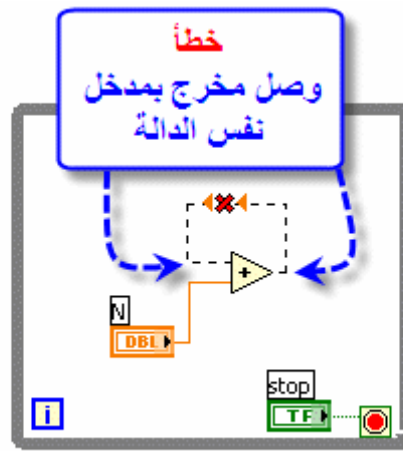 خطأ
وصل مخرج بمدخل
نفس الدالة
N
DBL
stop
TF
i